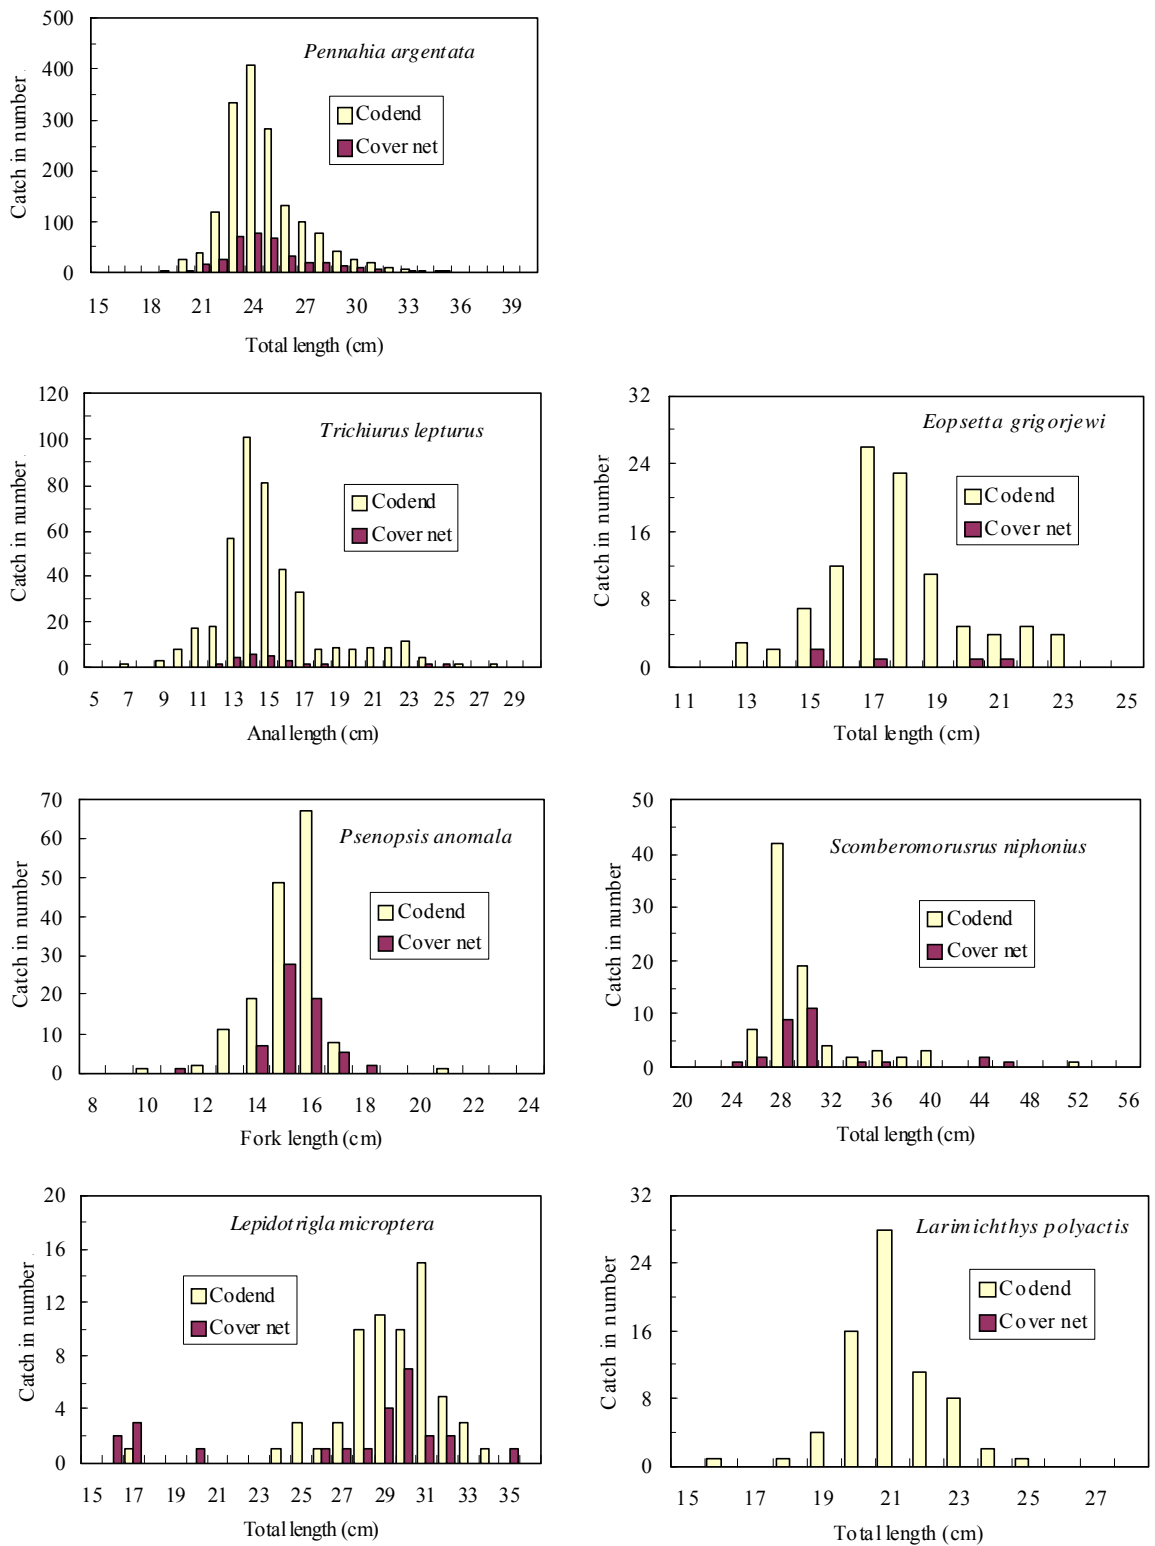 500
400
300
200
100
0
Catch in number
Pennahia argentata
Codend
Cover net
15 18 21 24 27 30 33 36 39
Total length (cm)
120
100
80
60
40
20
0
Catch in number
Trichiurus lepturus
Codend
Cover net
5 7 9 11 13 15 17 19 21 23 25 27 29
Anal length (cm)
32
24
16
8
0
Catch in number
Eopsetta grigorjewi
Codend
Cover net
11 13 15 17 19 21 23 25
Total length (cm)
70
60
50
40
30
20
10
0
Catch in number
Psenopsis anomala
Codend
Cover net
8 10 12 14 16 18 20 22 24
Fork length (cm)
50
40
30
20
10
0
Catch in number
Scomberomorusrus niphonius
Codend
Cover net
20 24 28 32 36 40 44 48 52 56
Total length (cm)
20
16
12
8
4
0
Catch in number
Lepidotrigla microptera
Codend
Cover net
15 17 19 21 23 25 27 29 31 33 35
Total length (cm)
32
24
16
8
0
Catch in number
Larimichthys polyactis
Codend
Cover net
15 17 19 21 23 25 27
Total length (cm)